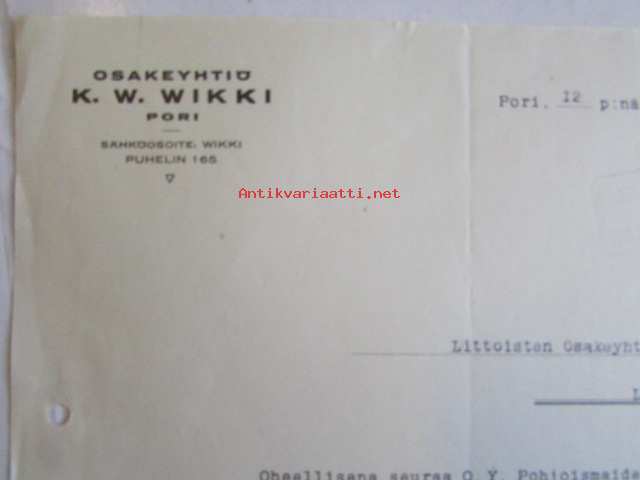 OSAKEYHTIÖ
K. W. WIKKI
PORI
SÄHKÖOSOITE: WIKKI
PUHELIN 165
Pori, 12 p:nä
Antikvariaatti.net
Littoisten Osakeyht
L
Oheellisena seuraa O.Y. Pohjoismaide